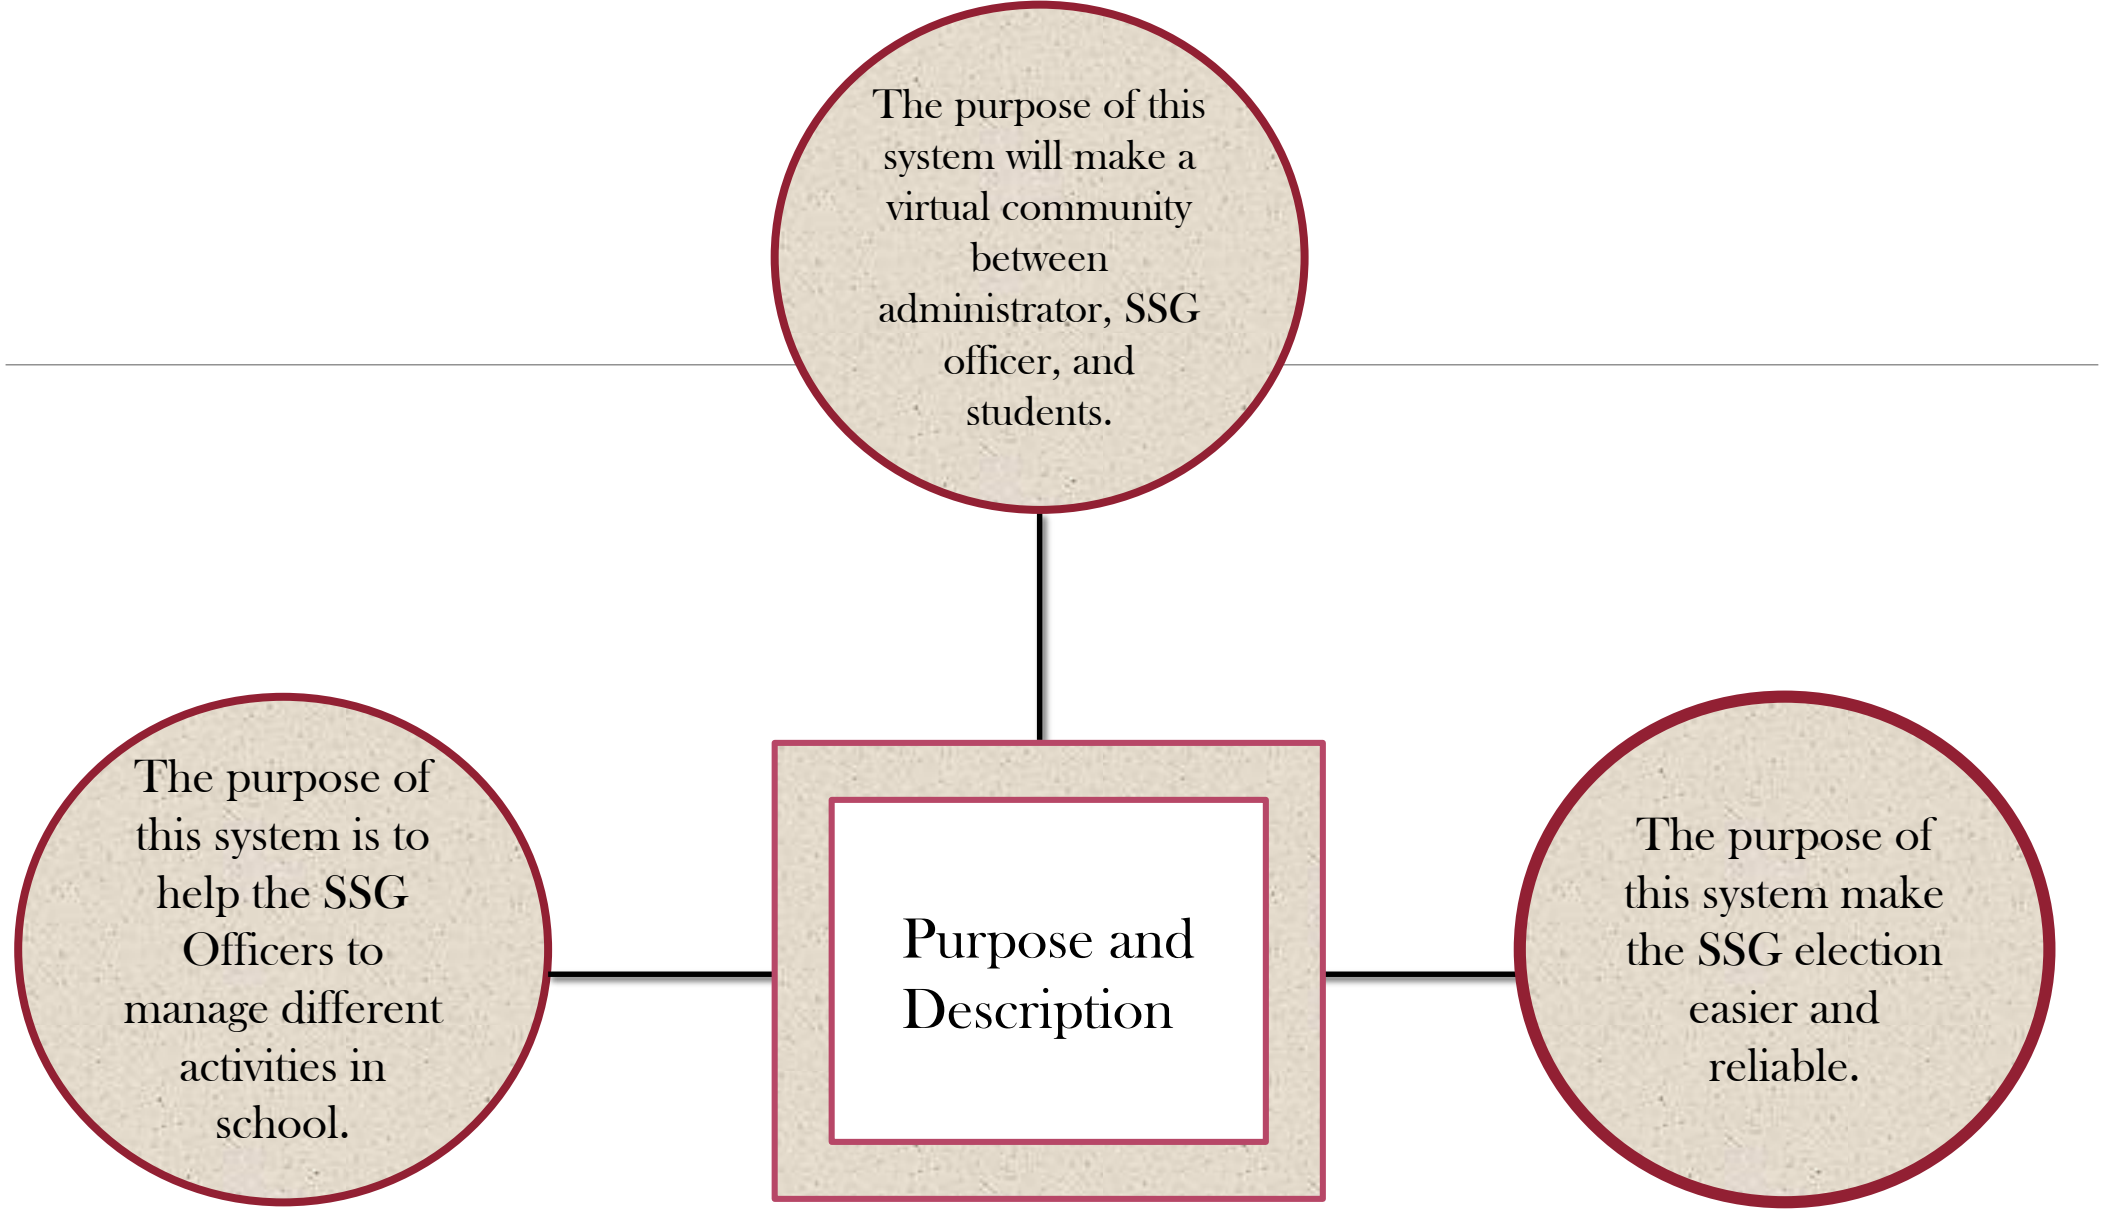 The purpose of this
system will make a
virtual community
between
administrator, SSG
officer, and
students.
The purpose of
this system is to
help the SSG
Officers to
manage different
activities in
school.
Purpose and
Description
The purpose of
this system make
the SSG election
easier and
reliable.